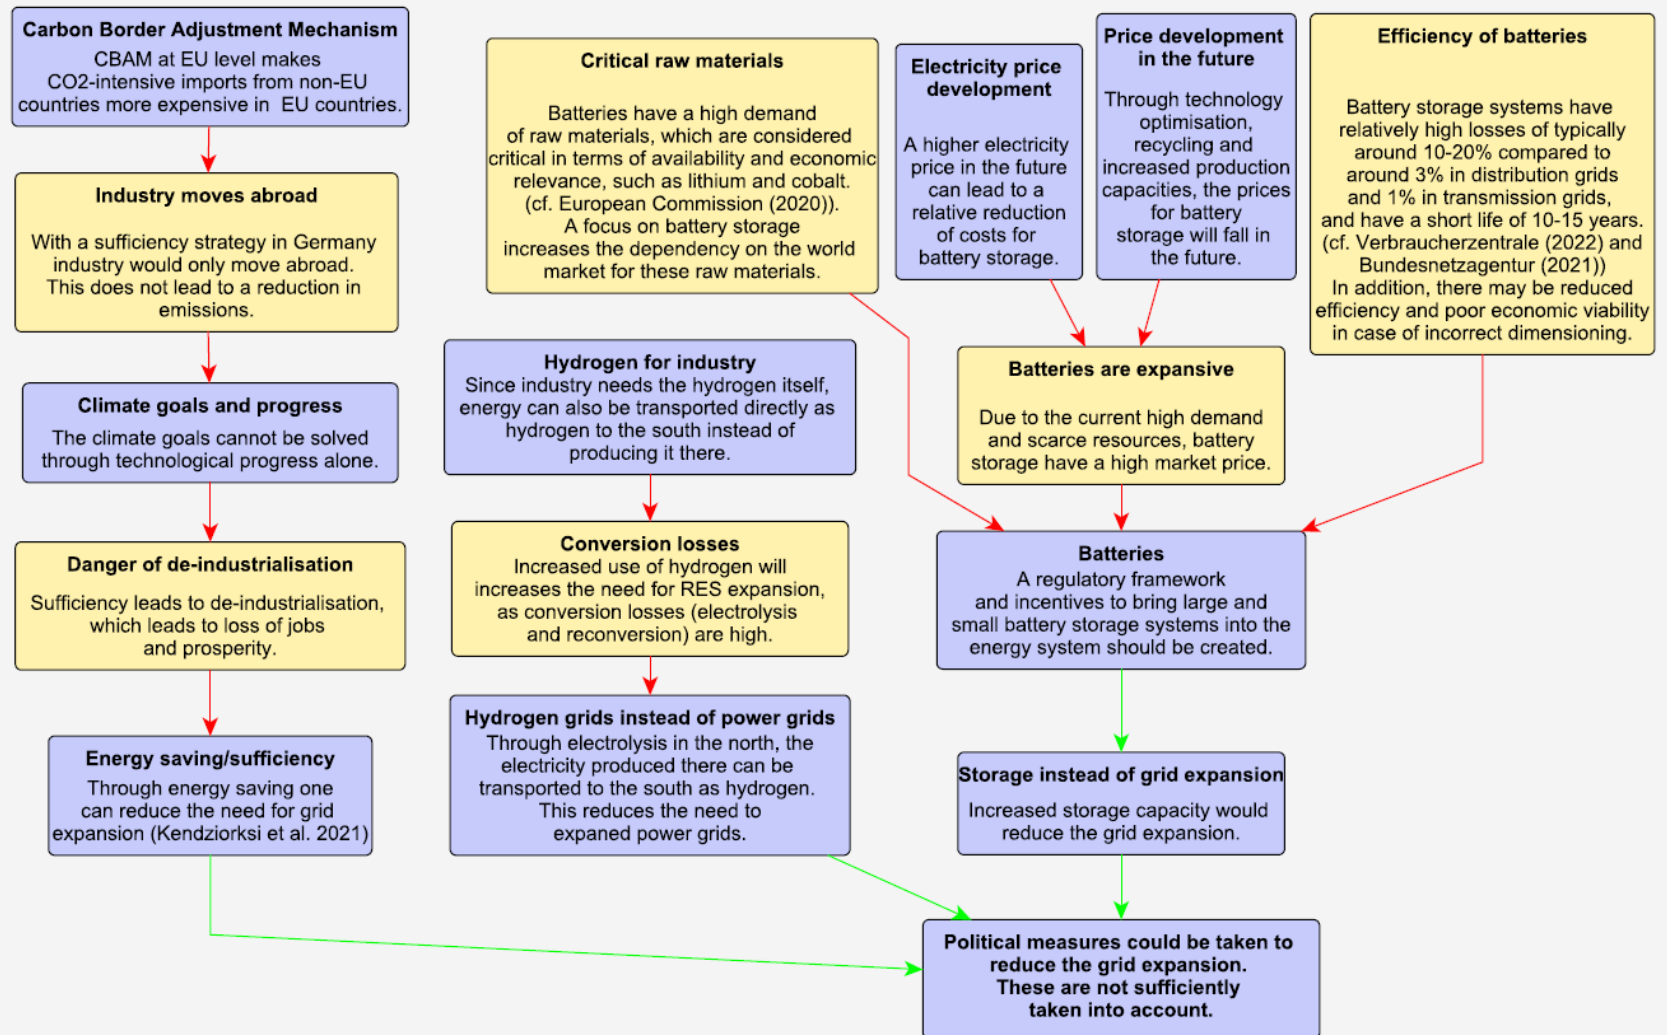 Carbon Border Adjustment Mechanism
CBAM at EU level makes
CO2-intensive imports from non-EU
countries more expensive in EU countries.
Industry moves abroad
With a sufficiency strategy in Germany
industry would only move abroad.
This does not lead to a reduction in
emissions.
Climate goals and progress
The climate goals cannot be solved
through technological progress alone.
Danger of de-industrialisation
Sufficiency leads to de-industrialisation,
which leads to loss of jobs
and prosperity.
Energy saving/sufficiency
Through energy saving one
can reduce the need for grid
expansion (Kendziorksi et al. 2021)
Critical raw materials
Batteries have a high demand
of raw materials, which are considered
critical in terms of availability and economic
relevance, such as lithium and cobalt.
(cf. European Commission (2020)).
A focus on battery storage
increases the dependency on the world
market for these raw materials.
Hydrogen for industry
Since industry needs the hydrogen itself,
energy can also be transported directly as
hydrogen to the south instead of
producing it there.
Conversion losses
Increased use of hydrogen will
increases the need for RES expansion,
as conversion losses (electrolysis
and reconversion) are high.
Hydrogen grids instead of power grids
Through electrolysis in the north, the
electricity produced there can be
transported to the south as hydrogen.
This reduces the need to
expaned power grids.
Electricity price
development
A higher electricity
price in the future
can lead to a
relative reduction
of costs for
battery storage.
Price development
in the future
Through technology
optimisation,
recycling and
increased production
capacities, the prices
for battery
storage will fall in
the future.
Efficiency of batteries
Battery storage systems have
relatively high losses of typically
around 10-20% compared to
around 3% in distribution grids
and 1% in transmission grids,
and have a short life of 10-15 years.
(cf. Verbraucherzentrale (2022) and
Bundesnetzagentur (2021))
In addition, there may be reduced
efficiency and poor economic viability
in case of incorrect dimensioning.
Batteries are expansive
Due to the current high demand
and scarce resources, battery
storage have a high market price.
Batteries
A regulatory framework
and incentives to bring large and
small battery storage systems into the
energy system should be created.
Storage instead of grid expansion
Increased storage capacity would
reduce the grid expansion.
Political measures could be taken to
reduce the grid expansion.
These are not sufficiently
taken into account.